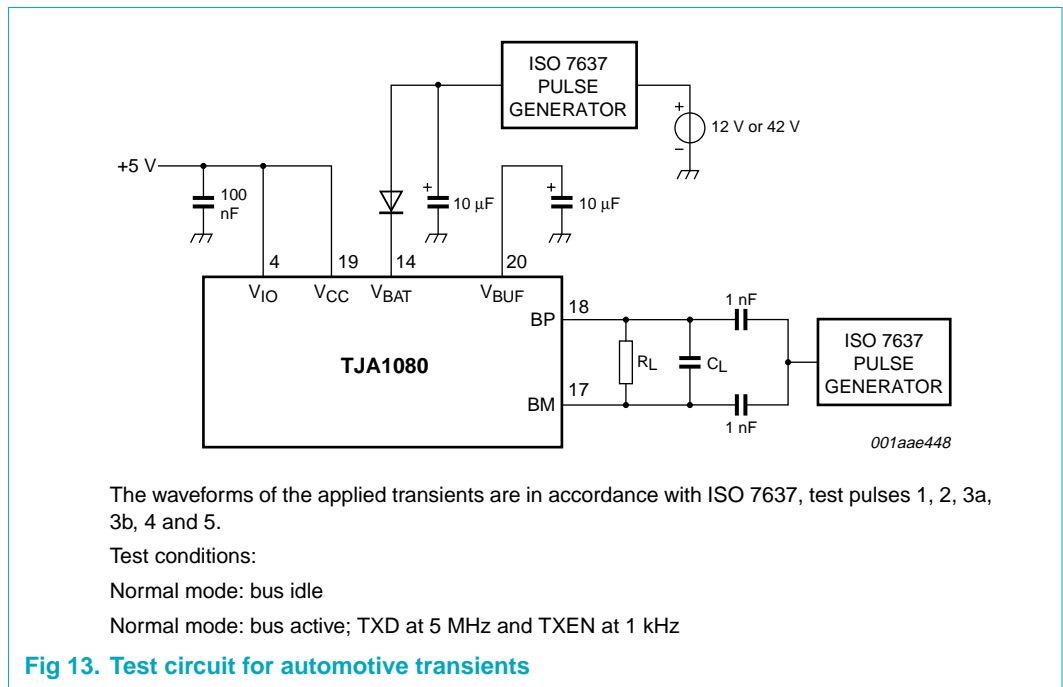 ISO 7637
PULSE
GENERATOR
+
12 V or 42 V
−
+5 V
100
nF
+
10 μF
+
10 μF
4
19
14
20
VIO
VCC
VBAT
VBUF
TJA1080
BP
18
BM
17
RL
CL
1 nF
1 nF
ISO 7637
PULSE
GENERATOR
001aae448
The waveforms of the applied transients are in accordance with ISO 7637, test pulses 1, 2, 3a,
3b, 4 and 5.
Test conditions:
Normal mode: bus idle
Normal mode: bus active; TXD at 5 MHz and TXEN at 1 kHz
Fig 13. Test circuit for automotive transients